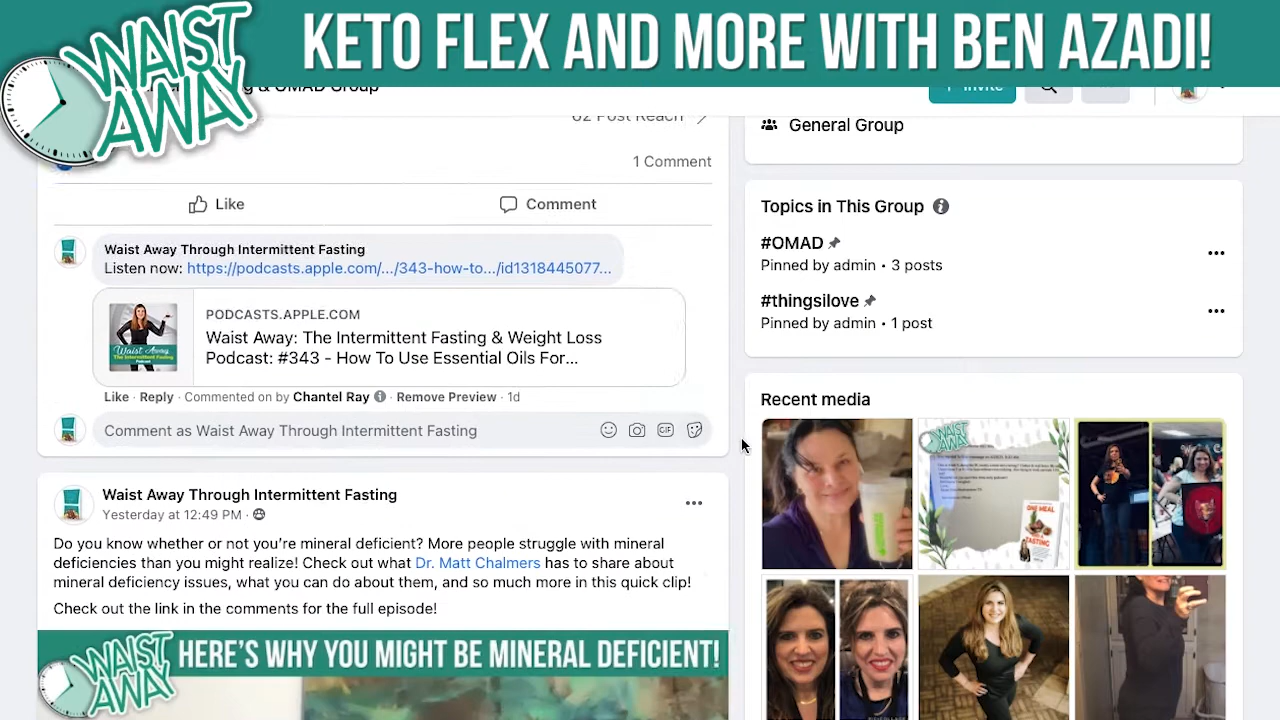 WAIST
AWAY
KETO FLEX AND MORE WITH BEN AZADI!
& OMAD Group
Invite
62 Post Reach
1 Comment
Like
Comment
Waist Away Through Intermittent Fasting
Listen now: https://podcasts.apple.com/.../343-how-to.../id1318445077...
PODCASTS.APPLE.COM
Waist Away: The Intermittent Fasting & Weight Loss
Podcast: #343 - How To Use Essential Oils For...
Like · Reply · Commented on by Chantel Ray · Remove Preview · 1d
Comment as Waist Away Through Intermittent Fasting
GIF
Waist Away Through Intermittent Fasting
Yesterday at 12:49 PM ·
Do you know whether or not you're mineral deficient? More people struggle with mineral
deficiencies than you might realize! Check out what Dr. Matt Chalmers has to share about
mineral deficiency issues, what you can do about them, and so much more in this quick clip!
Check out the link in the comments for the full episode!
WAIST
AWAY
HERE'S WHY YOU MIGHT BE MINERAL DEFICIENT!
General Group
Topics in This Group
#OMAD
Pinned by admin • 3 posts
#thingsilove
Pinned by admin • 1 post
Recent media
WAIST
AWAY
ONE MEAL
FASTING